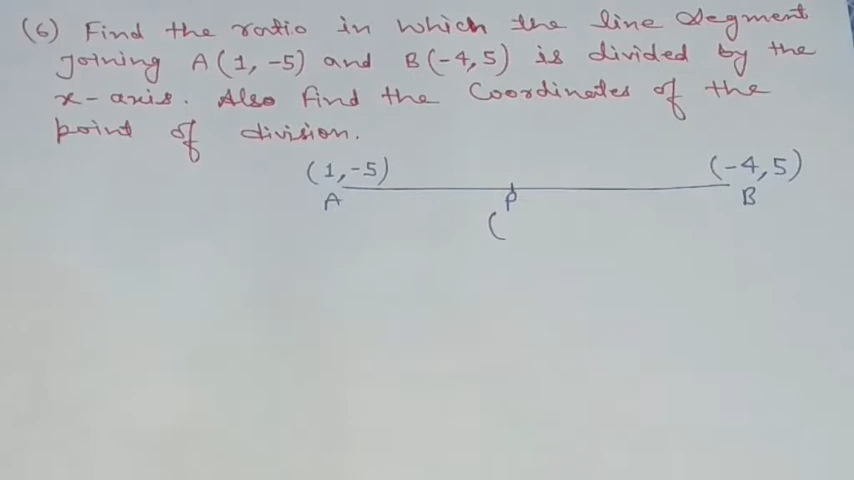 (6) Find the ratio in which the line segment
joining A(1, -5) and B(-4, 5) is divided by the
x-axis. Also find the coordinates of the
point of division.
(1, -5) (-4, 5)
A P B
(